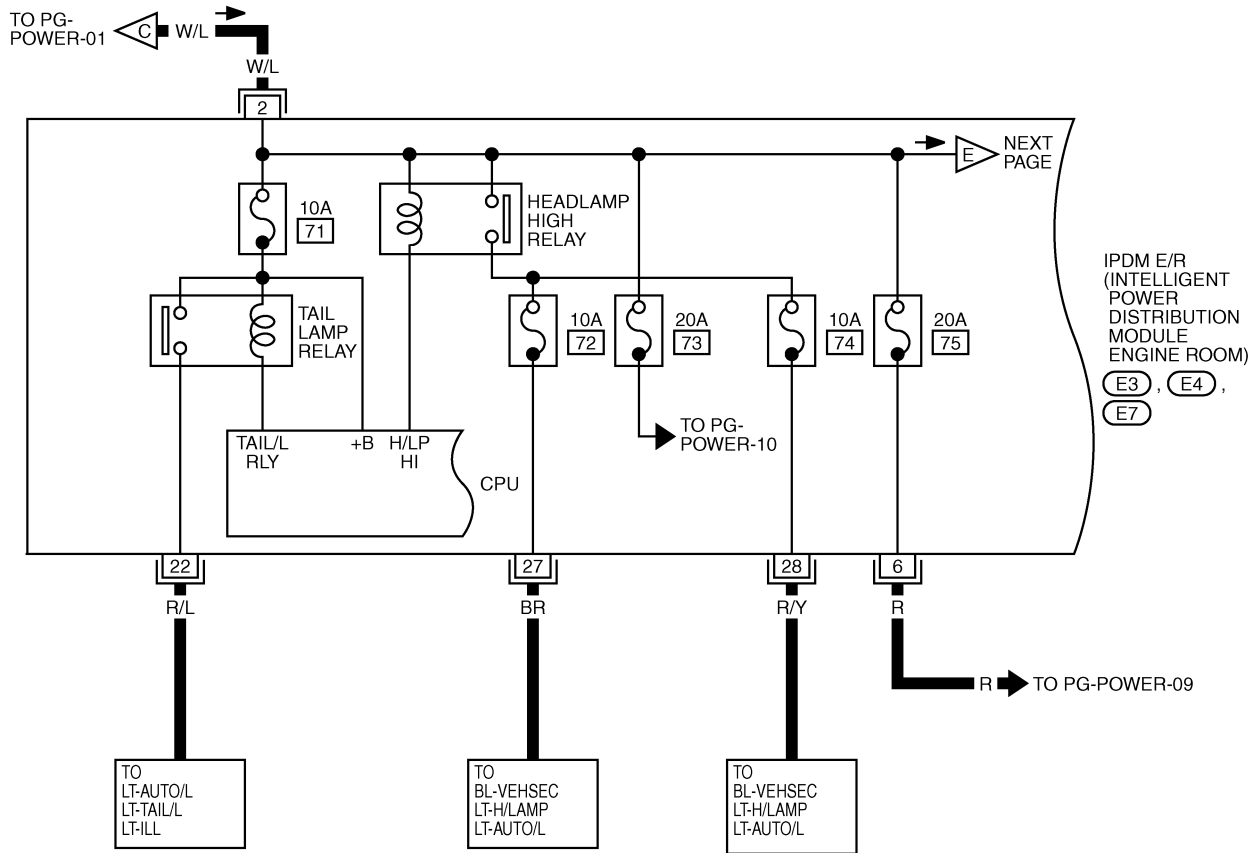 TO PG-
POWER-01
C
W/L
W/L
2
E
NEXT
PAGE
10A
71
HEADLAMP
HIGH
RELAY
TAIL
LAMP
RELAY
10A
72
20A
73
10A
74
20A
75
IPDM E/R
(INTELLIGENT
POWER
DISTRIBUTION
MODULE
ENGINE ROOM)
E3 , E4 ,
E7
TO PG-
POWER-10
TAIL/L
RLY
+B
H/LP
HI
CPU
22
27
28
6
R/L
BR
R/Y
R
R
TO PG-POWER-09
TO
LT-AUTO/L
LT-TAIL/L
LT-ILL
TO
BL-VEHSEC
LT-H/LAMP
LT-AUTO/L
TO
BL-VEHSEC
LT-H/LAMP
LT-AUTO/L